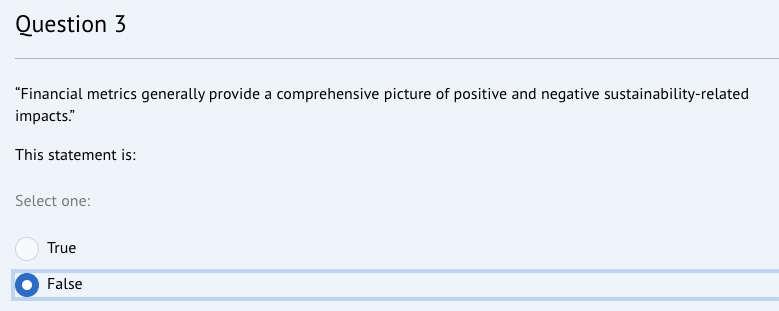 Question 3
“Financial metrics generally provide a comprehensive picture of positive and negative sustainability-related
impacts.”
This statement is:
Select one:
True
False